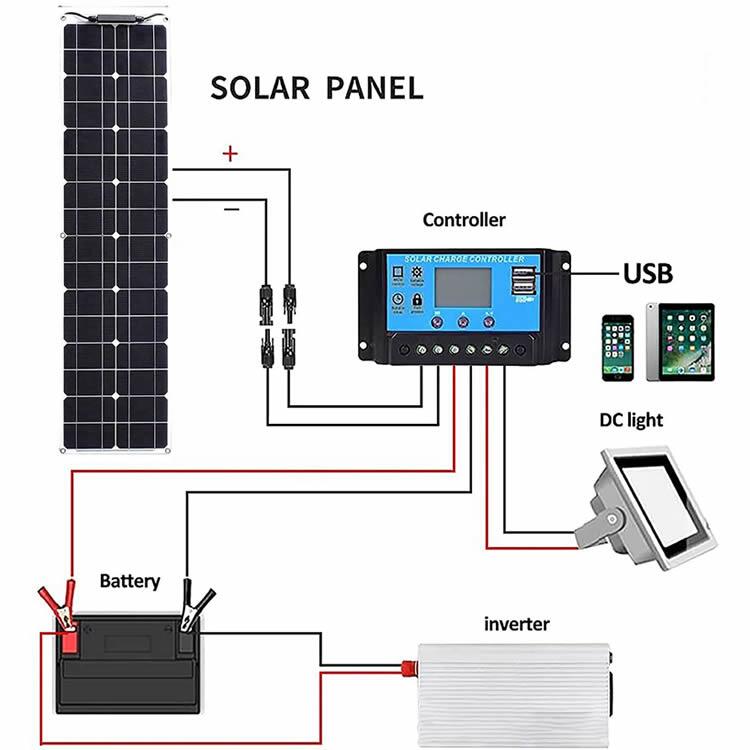 SOLAR PANEL
+
−
Controller
SOLAR CHARGE CONTROLLER
USB
DC light
Battery
inverter